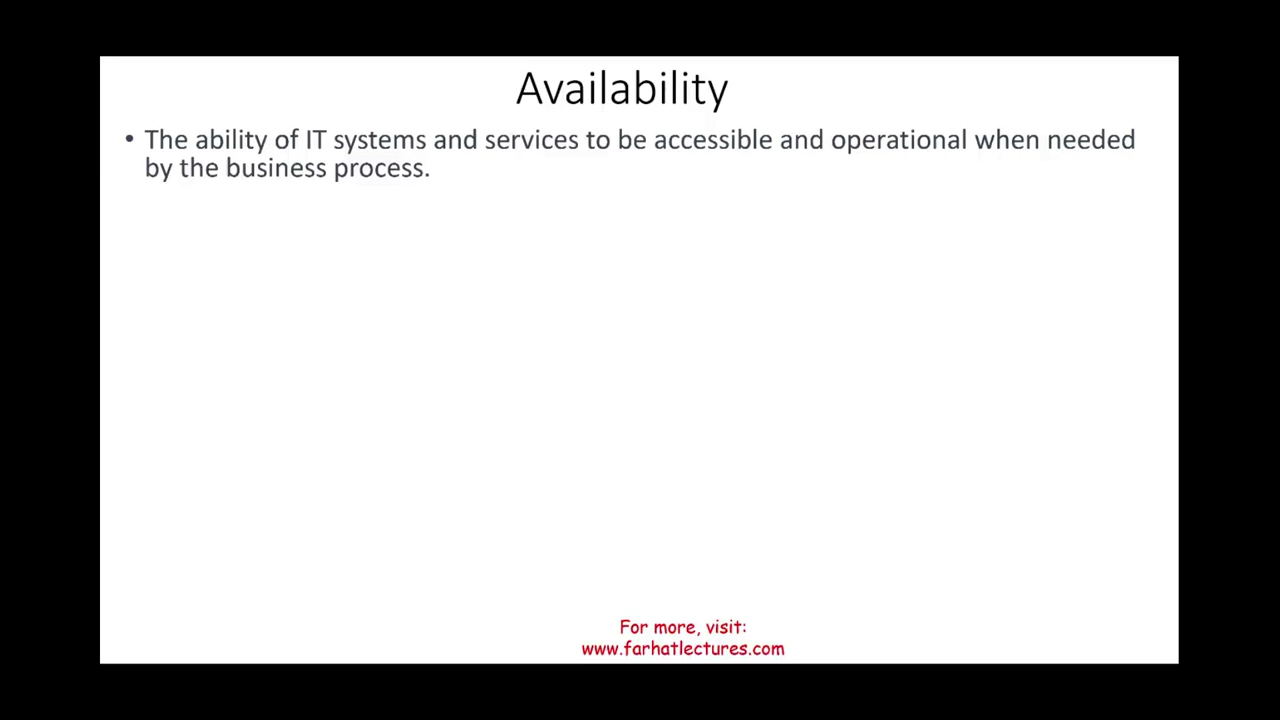 Availability
• The ability of IT systems and services to be accessible and operational when needed
by the business process.
For more, visit:
www.farhatlectures.com